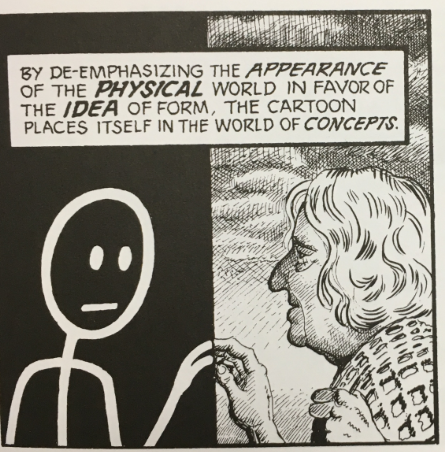 BY DE-EMPHASIZING THE APPEARANCE
OF THE PHYSICAL WORLD IN FAVOR OF
THE IDEA OF FORM, THE CARTOON
PLACES ITSELF IN THE WORLD OF CONCEPTS.